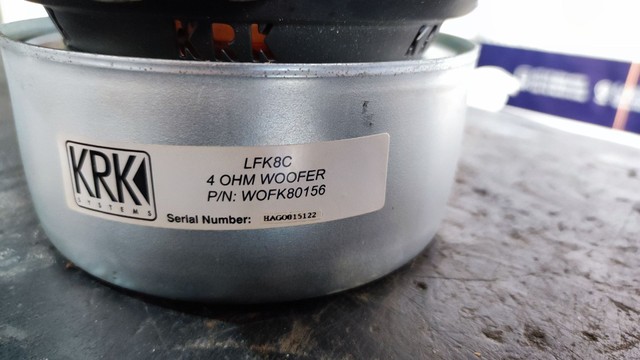 KRK
SYSTEMS
LFK8C
4 OHM WOOFER
P/N: WOFK80156
Serial Number: HAG0015122